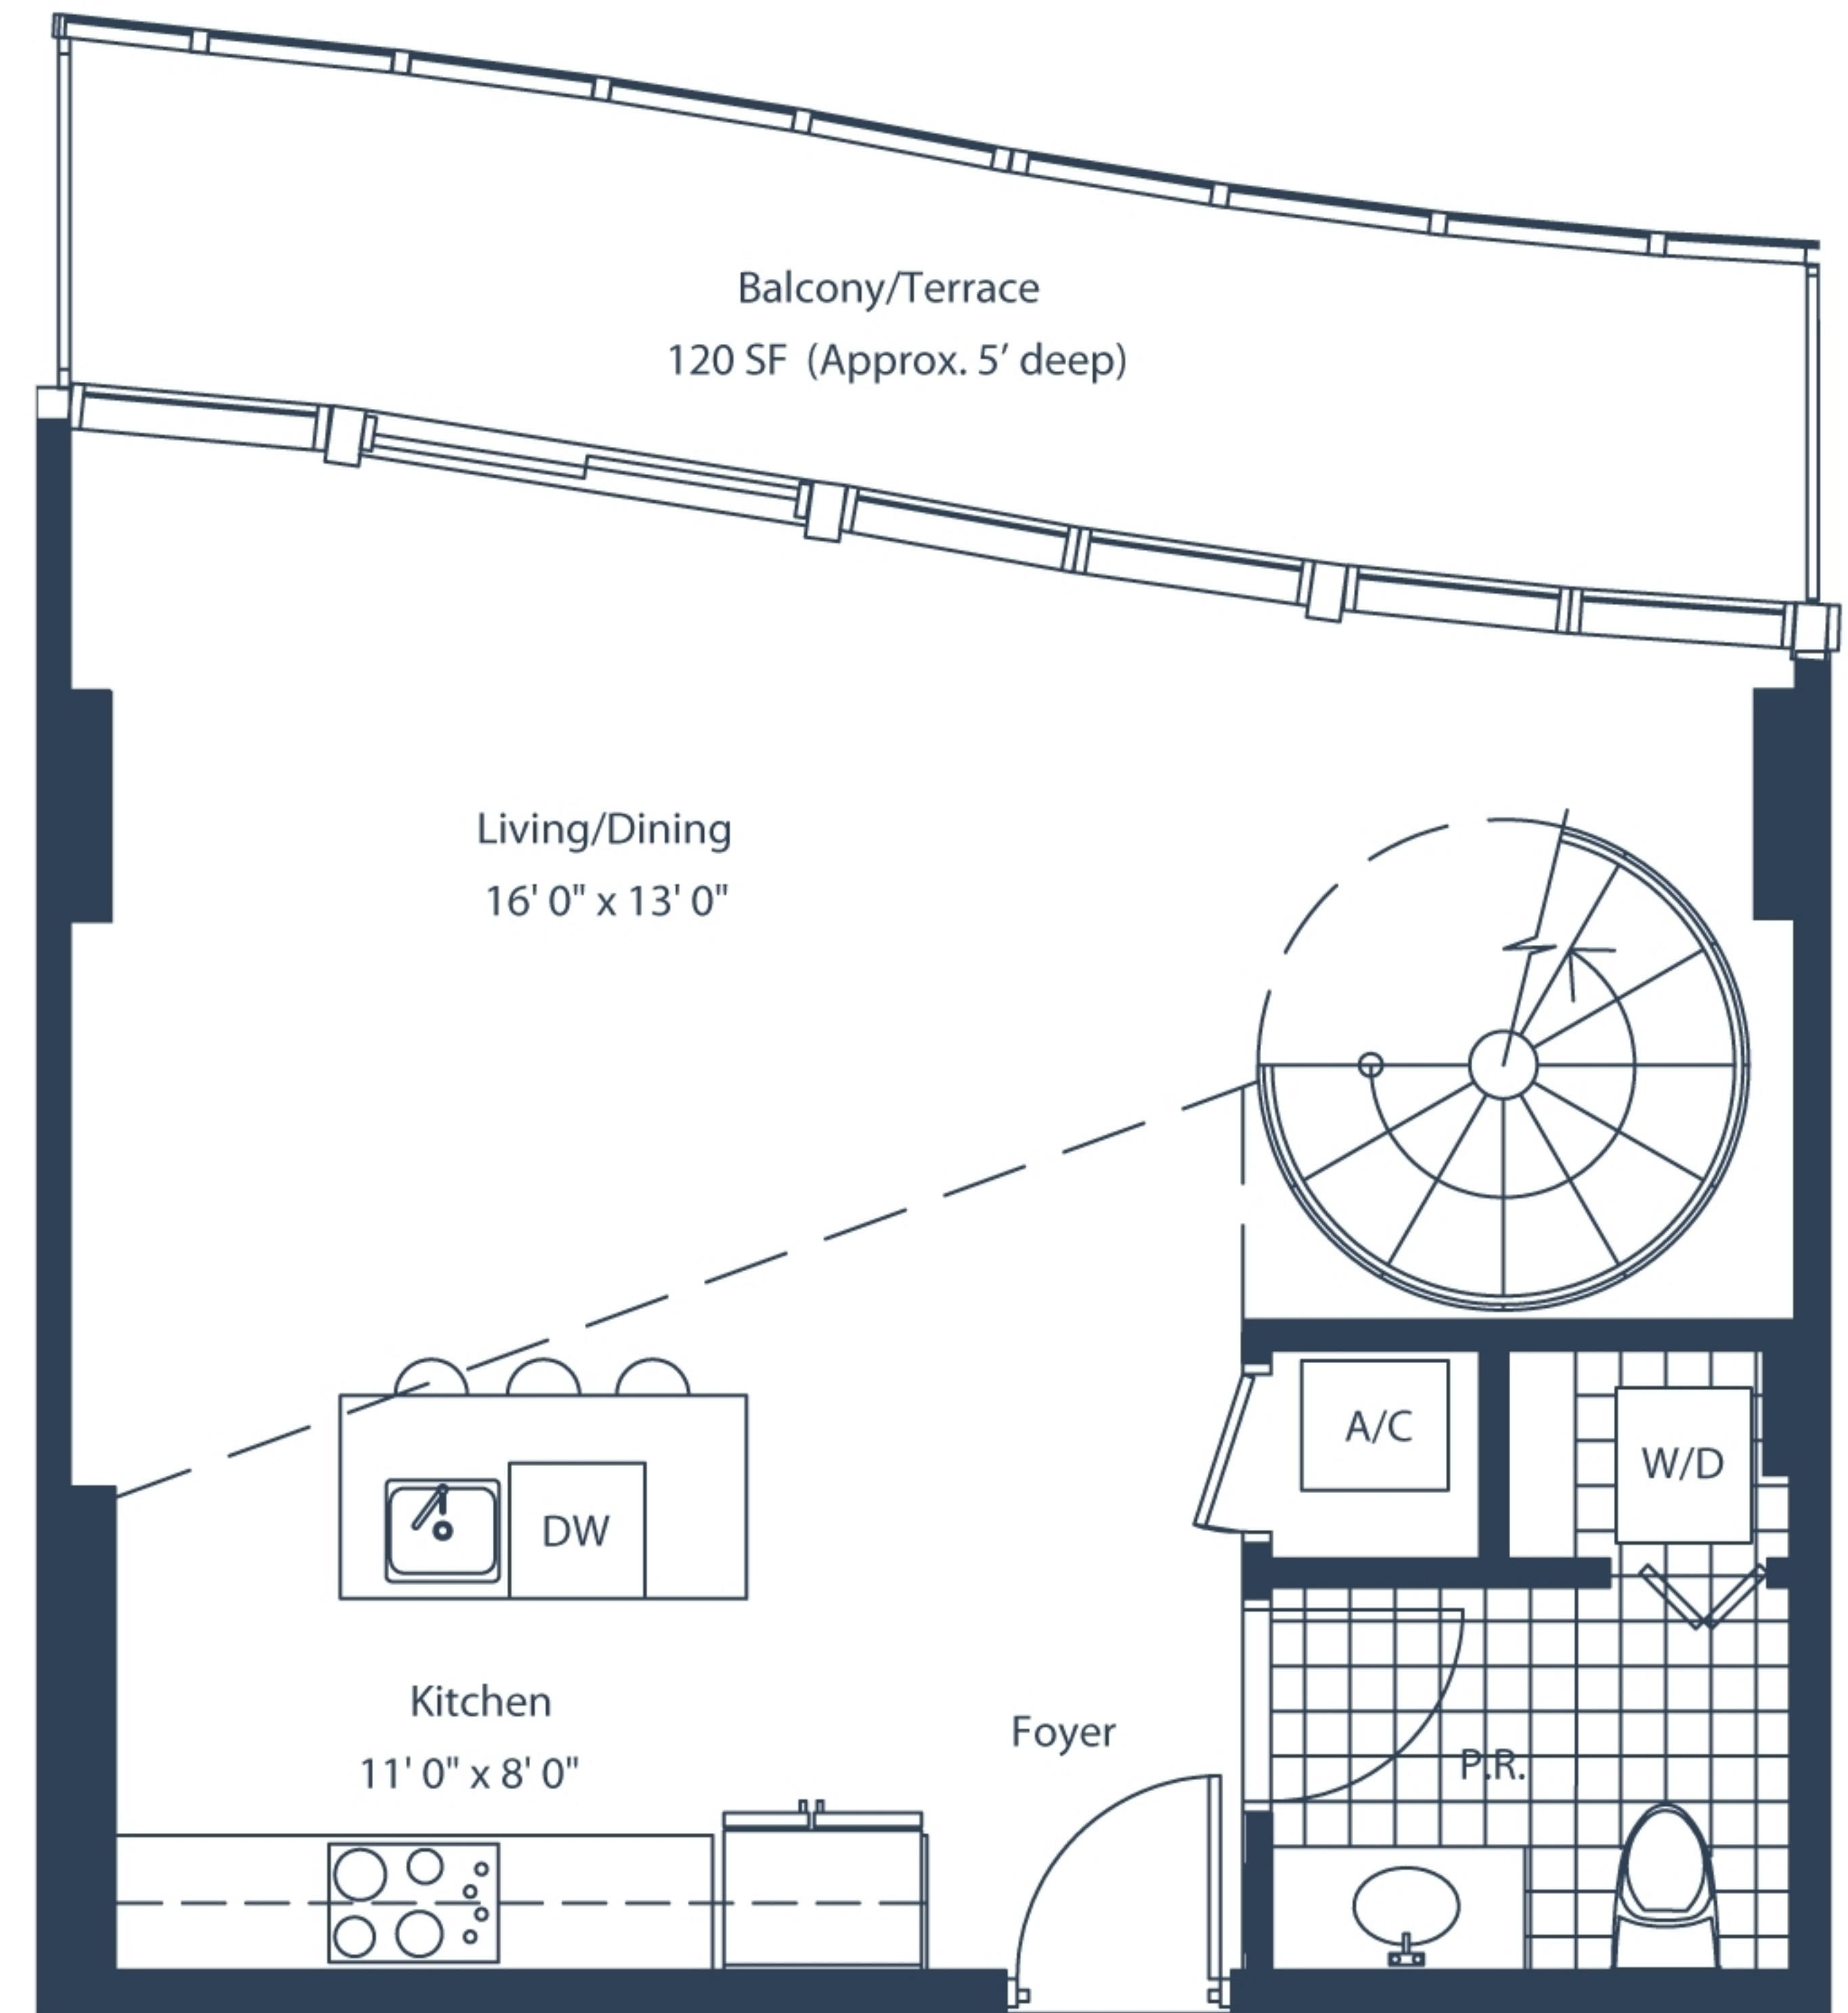 Balcony/Terrace
120 SF (Approx. 5’ deep)
Living/Dining
16' 0" x 13' 0"
A/C
W/D
DW
Kitchen
11' 0" x 8' 0"
Foyer
P.R.